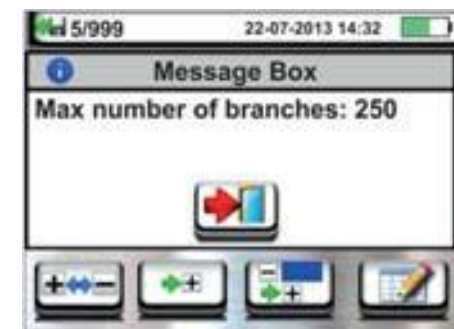 5/999 22-07-2013 14:32
Message Box
Max number of branches: 250